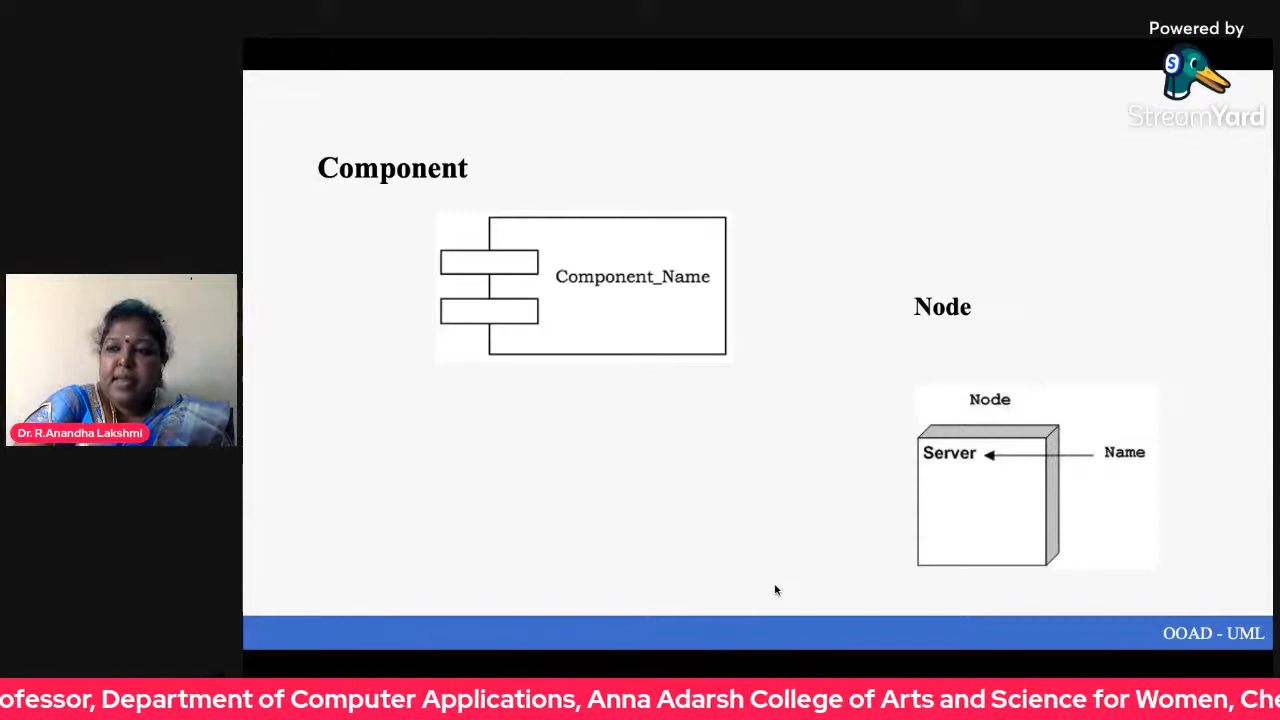 Powered by
S
StreamYard
Component
Component_Name
Node
Node
Server
Name
Dr. R.Anandha Lakshmi
OOAD - UML
ofessor, Department of Computer Applications, Anna Adarsh College of Arts and Science for Women, Che